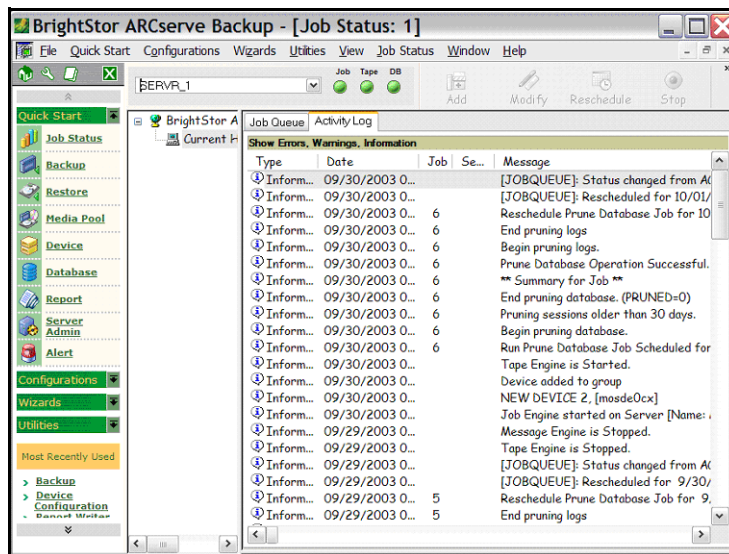 BrightStor ARCserve Backup - [Job Status: 1]
File Quick Start Configurations Wizards Utilities View Job Status Window Help
SERVR_1
Job Tape DB
Add Modify Reschedule Stop
Quick Start
Job Status
Backup
Restore
Media Pool
Device
Database
Report
Server
Admin
Alert
Configurations
Wizards
Utilities
Most Recently Used
Backup
Device
Configuration
Report Writer
BrightStor A
Current H
Job Queue Activity Log
Show Errors, Warnings, Information
Type Date Job Se... Message
Inform... 09/30/2003 0... [JOBQUEUE]: Status changed from
Inform... 09/30/2003 0... [JOBQUEUE]: Rescheduled for 10/01/
Inform... 09/30/2003 0... 6 Reschedule Prune Database Job for 10
Inform... 09/30/2003 0... 6 End pruning logs
Inform... 09/30/2003 0... 6 Begin pruning logs.
Inform... 09/30/2003 0... 6 Prune Database Operation Successful.
Inform... 09/30/2003 0... 6 ** Summary for Job **
Inform... 09/30/2003 0... 6 End pruning database. (PRUNED=0)
Inform... 09/30/2003 0... 6 Pruning sessions older than 30 days.
Inform... 09/30/2003 0... 6 Begin pruning database.
Inform... 09/30/2003 0... 6 Run Prune Database Job Scheduled for
Inform... 09/30/2003 0... Tape Engine is Started.
Inform... 09/30/2003 0... Device added to group
Inform... 09/30/2003 0... NEW DEVICE 2, [mosde0cx]
Inform... 09/30/2003 0... Job Engine started on Server [Name:
Inform... 09/29/2003 0... Message Engine is Stopped.
Inform... 09/29/2003 0... Tape Engine is Stopped.
Inform... 09/29/2003 0... [JOBQUEUE]: Status changed from
Inform... 09/29/2003 0... [JOBQUEUE]: Rescheduled for 9/30/
Inform... 09/29/2003 0... 5 Reschedule Prune Database Job for 9.
Inform... 09/29/2003 0... 5 End pruning logs